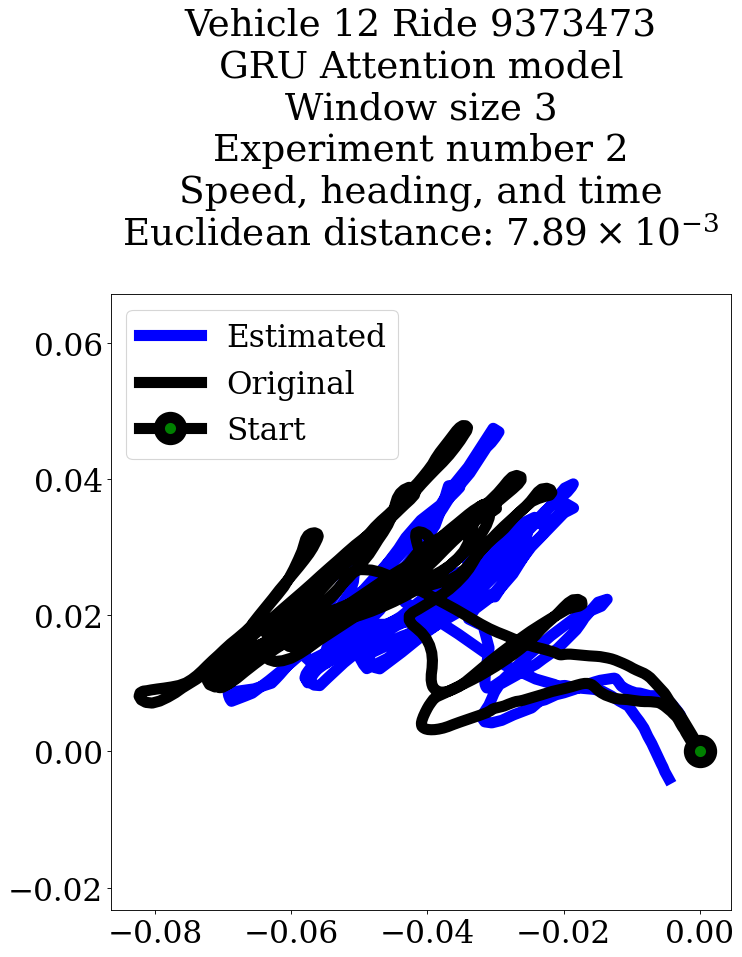 Vehicle 12 Ride 9373473
GRU Attention model
Window size 3
Experiment number 2
Speed, heading, and time
Euclidean distance: 7.89 × 10⁻³
Estimated
Original
Start
0.06
0.04
0.02
0.00
−0.02
−0.08
−0.06
−0.04
−0.02
0.00